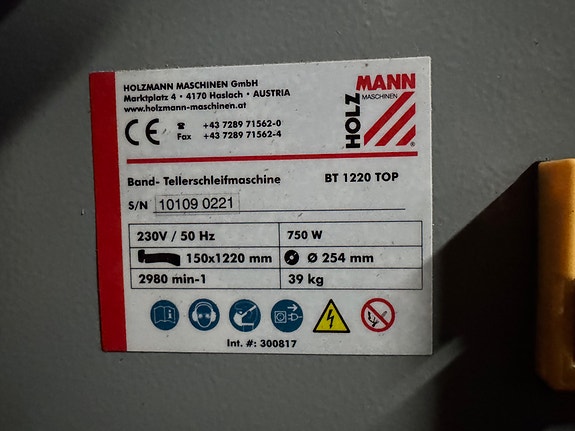 HOLZMANN MASCHINEN GmbH
Marktplatz 4 • 4170 Haslach • AUSTRIA
www.holzmann-maschinen.at
CE ☎ +43 7289 71562-0
Fax +43 7289 71562-4
HOLZ
MANN
MASCHINEN
®
Band- Tellerschleifmaschine BT 1220 TOP
S/N 10109 0221
230V / 50 Hz 750 W
150x1220 mm Ø 254 mm
2980 min-1 39 kg
Int. #: 300817